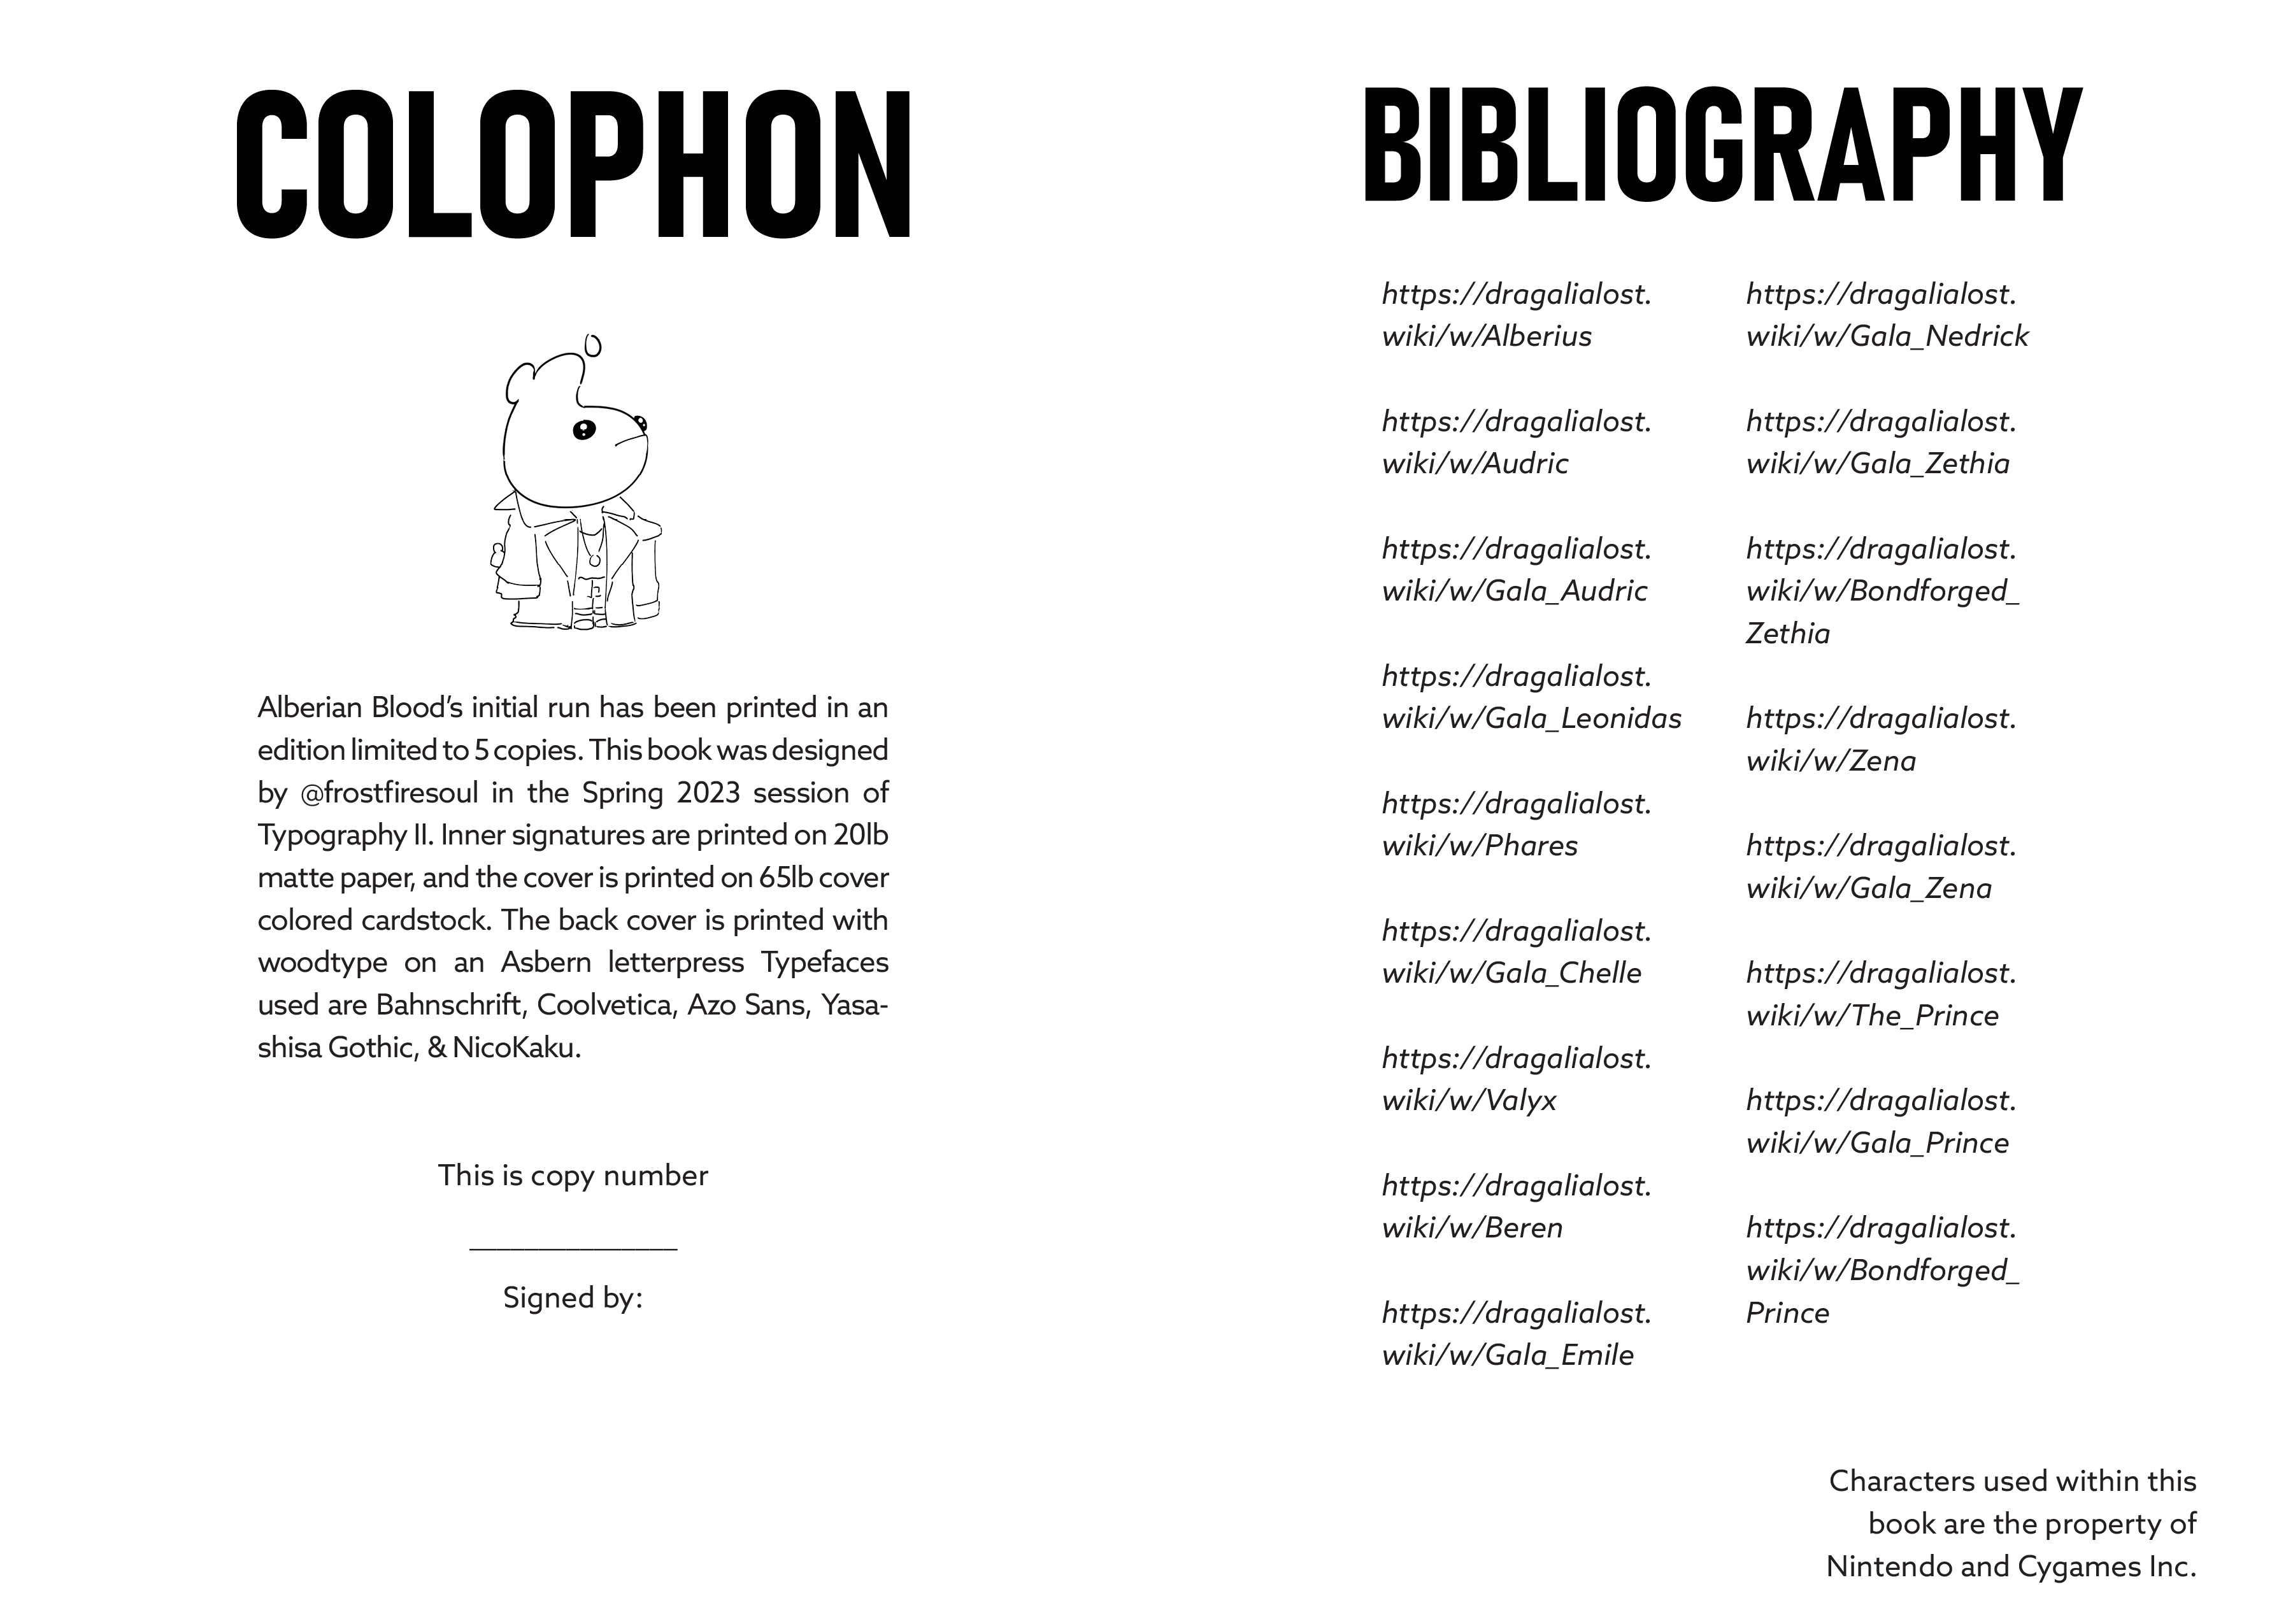 COLOPHON
Alberian Blood’s initial run has been printed in an
edition limited to 5 copies. This book was designed
by @frostfiresoul in the Spring 2023 session of
Typography II. Inner signatures are printed on 20lb
matte paper, and the cover is printed on 65lb cover
colored cardstock. The back cover is printed with
woodtype on an Asbern letterpress Typefaces
used are Bahnschrift, Coolvetica, Azo Sans, Yasa-
shisa Gothic, & NicoKaku.
This is copy number
_______________
Signed by:
BIBLIOGRAPHY
https://dragalialost.
wiki/w/Alberius
https://dragalialost.
wiki/w/Audric
https://dragalialost.
wiki/w/Gala_Audric
https://dragalialost.
wiki/w/Gala_Leonidas
https://dragalialost.
wiki/w/Phares
https://dragalialost.
wiki/w/Gala_Chelle
https://dragalialost.
wiki/w/Valyx
https://dragalialost.
wiki/w/Beren
https://dragalialost.
wiki/w/Gala_Emile
https://dragalialost.
wiki/w/Gala_Nedrick
https://dragalialost.
wiki/w/Gala_Zethia
https://dragalialost.
wiki/w/Bondforged_
Zethia
https://dragalialost.
wiki/w/Zena
https://dragalialost.
wiki/w/Gala_Zena
https://dragalialost.
wiki/w/The_Prince
https://dragalialost.
wiki/w/Gala_Prince
https://dragalialost.
wiki/w/Bondforged_
Prince
Characters used within this
book are the property of
Nintendo and Cygames Inc.